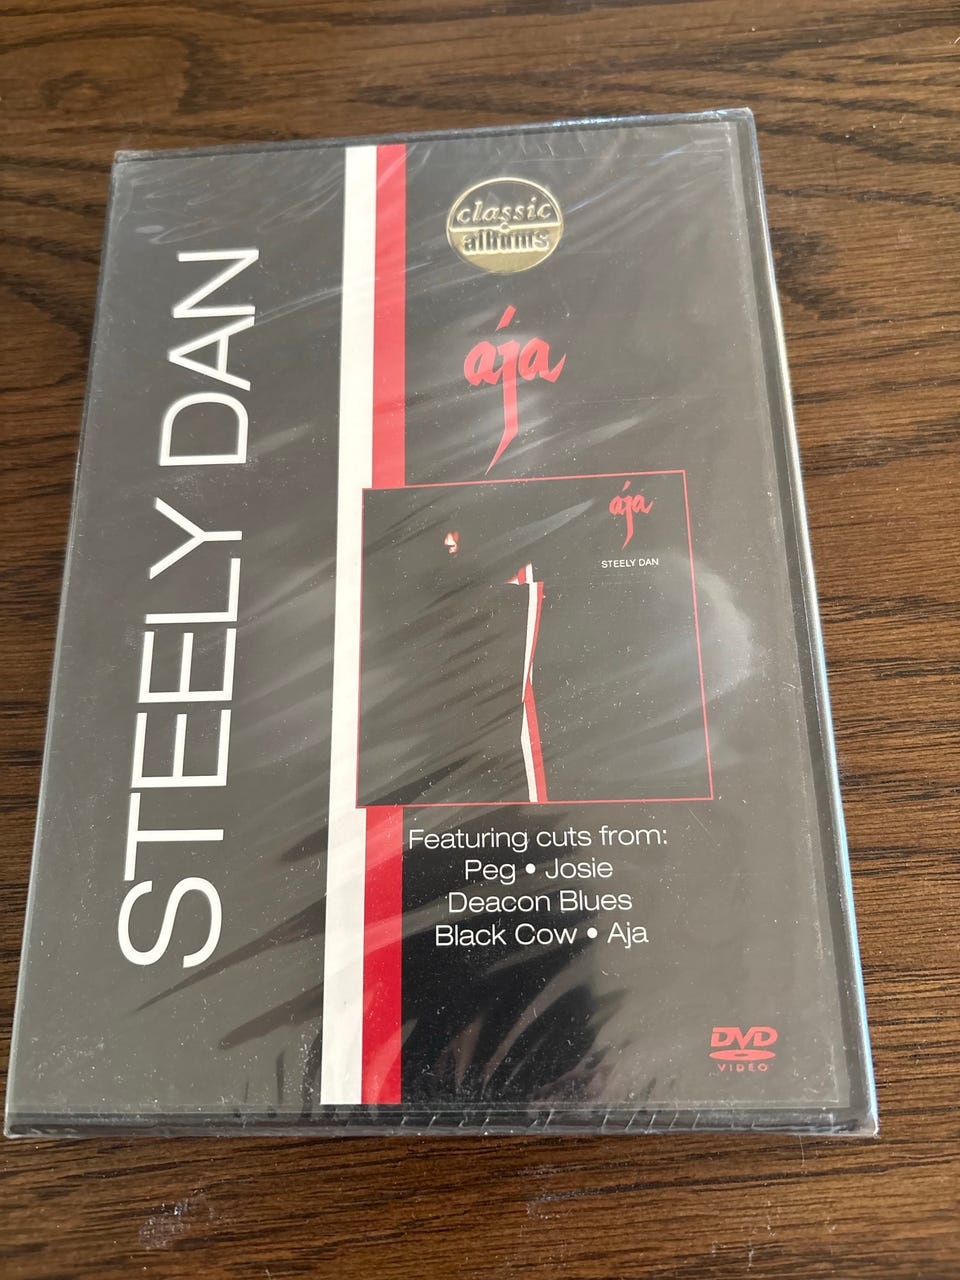 STEELY DAN
classic
albums
aja
aja
STEELY DAN
Featuring cuts from:
Peg • Josie
Deacon Blues
Black Cow • Aja
DVD
VIDEO